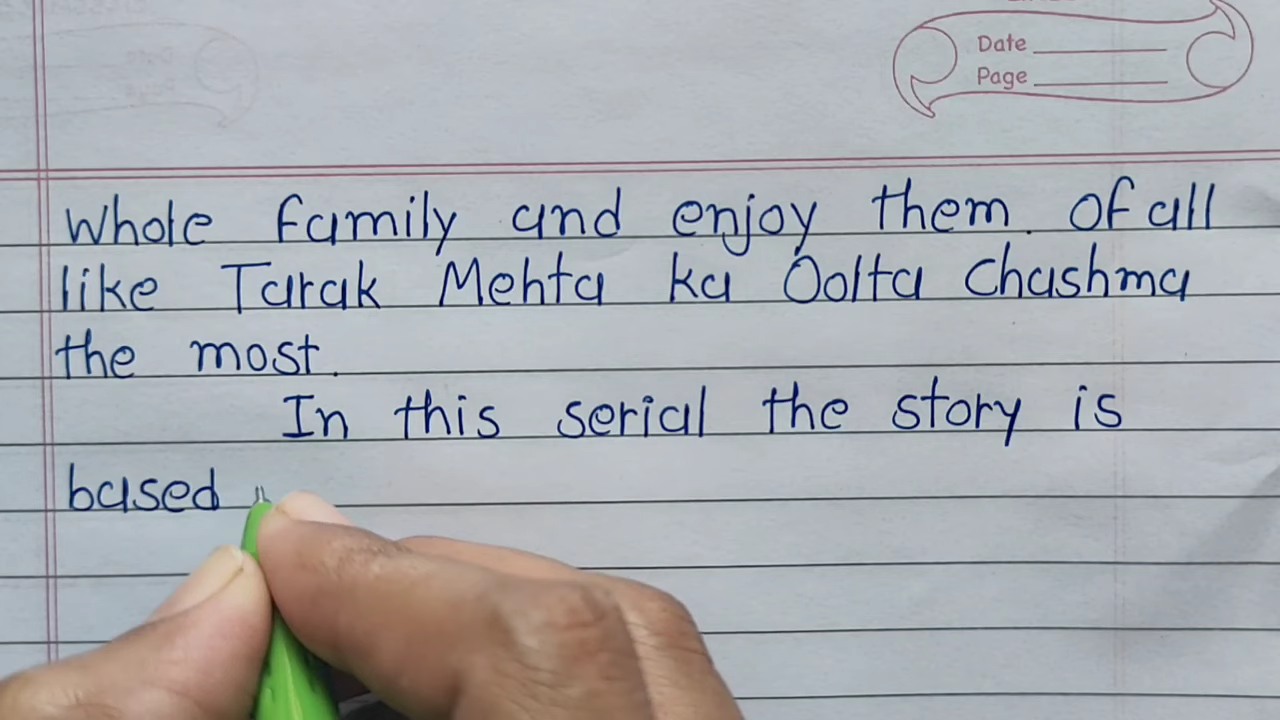 Date
Page
Whole family and enjoy them. Of all
like Tarak Mehta ka Oolta Chashma
the most.
In this serial the story is
based